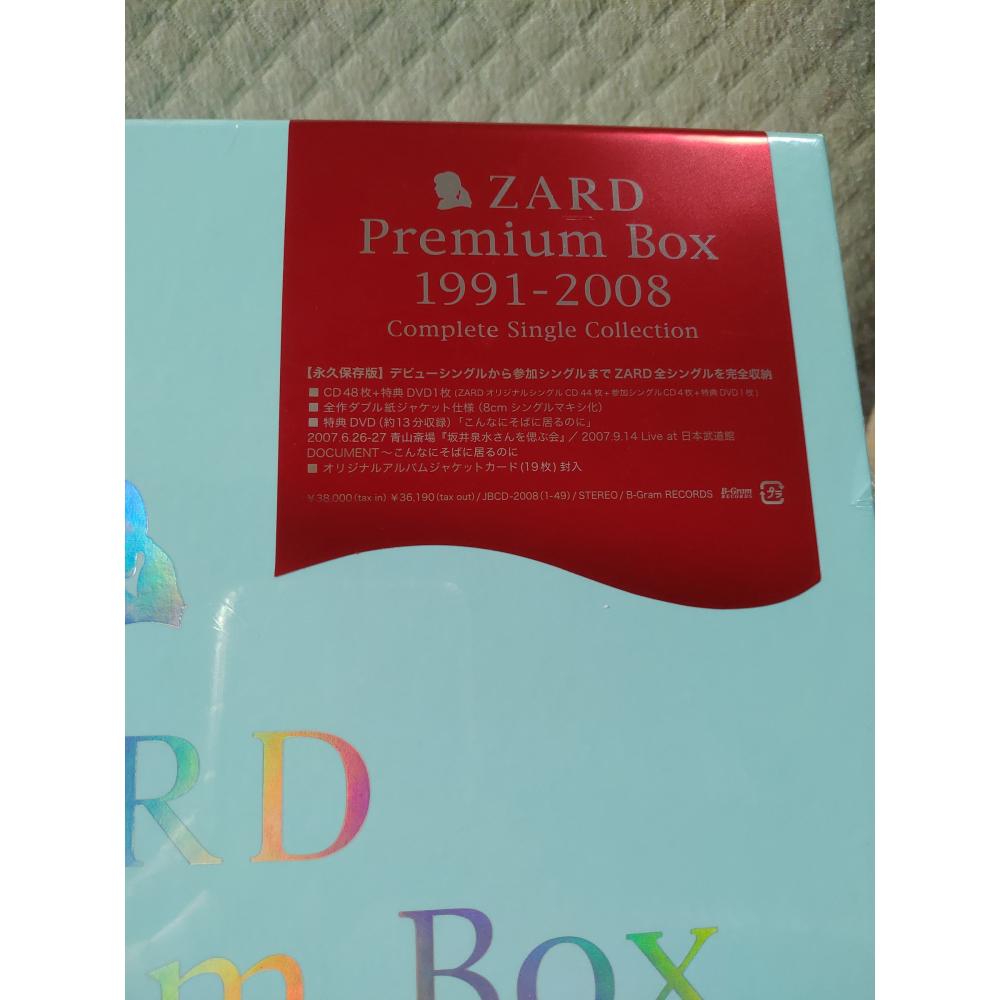 ZARD
Premium Box
1991-2008
Complete Single Collection
【永久保存版】デビューシングルから参加シングルまで ZARD 全シングルを完全収納
■ CD48枚+特典DVD1枚 (ZARD オリジナルシングル CD 44 枚 + 参加シングルCD 4 枚 + 特典 DVD 1 枚)
■ 全作ダブル紙ジャケット仕様 (8cm シングルマキシ化)
■ 特典 DVD (約13分収録)「こんなにそばに居るのに」
2007.6.26-27 青山斎場『坂井泉水さんを偲ぶ会』/ 2007.9.14 Live at 日本武道館
DOCUMENT～こんなにそばに居るのに
■ オリジナルアルバムジャケットカード(19枚) 封入
¥38,000(tax in) ¥36,190(tax out) / JBCD-2008(1-49) / STEREO / B-Gram RECORDS B-Gram RECORDS プラ
RD
m Box